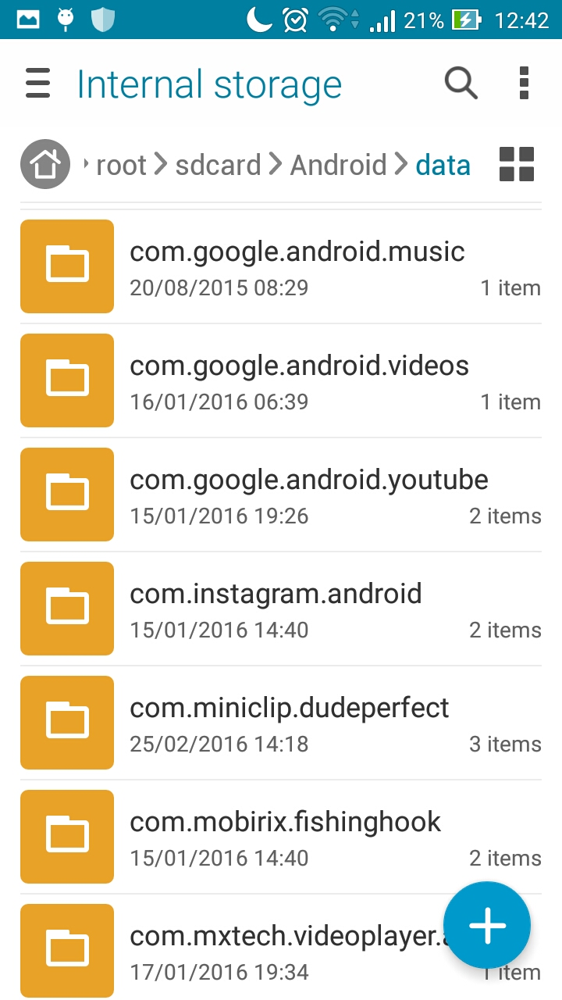 21% 12:42
Internal storage
root sdcard Android data
com.google.android.music
20/08/2015 08:29 1 item
com.google.android.videos
16/01/2016 06:39 1 item
com.google.android.youtube
15/01/2016 19:26 2 items
com.instagram.android
15/01/2016 14:40 2 items
com.miniclip.dudeperfect
25/02/2016 14:18 3 items
com.mobirix.fishinghook
15/01/2016 14:40 2 items
com.mxtech.videoplayer.
17/01/2016 19:34 1 item